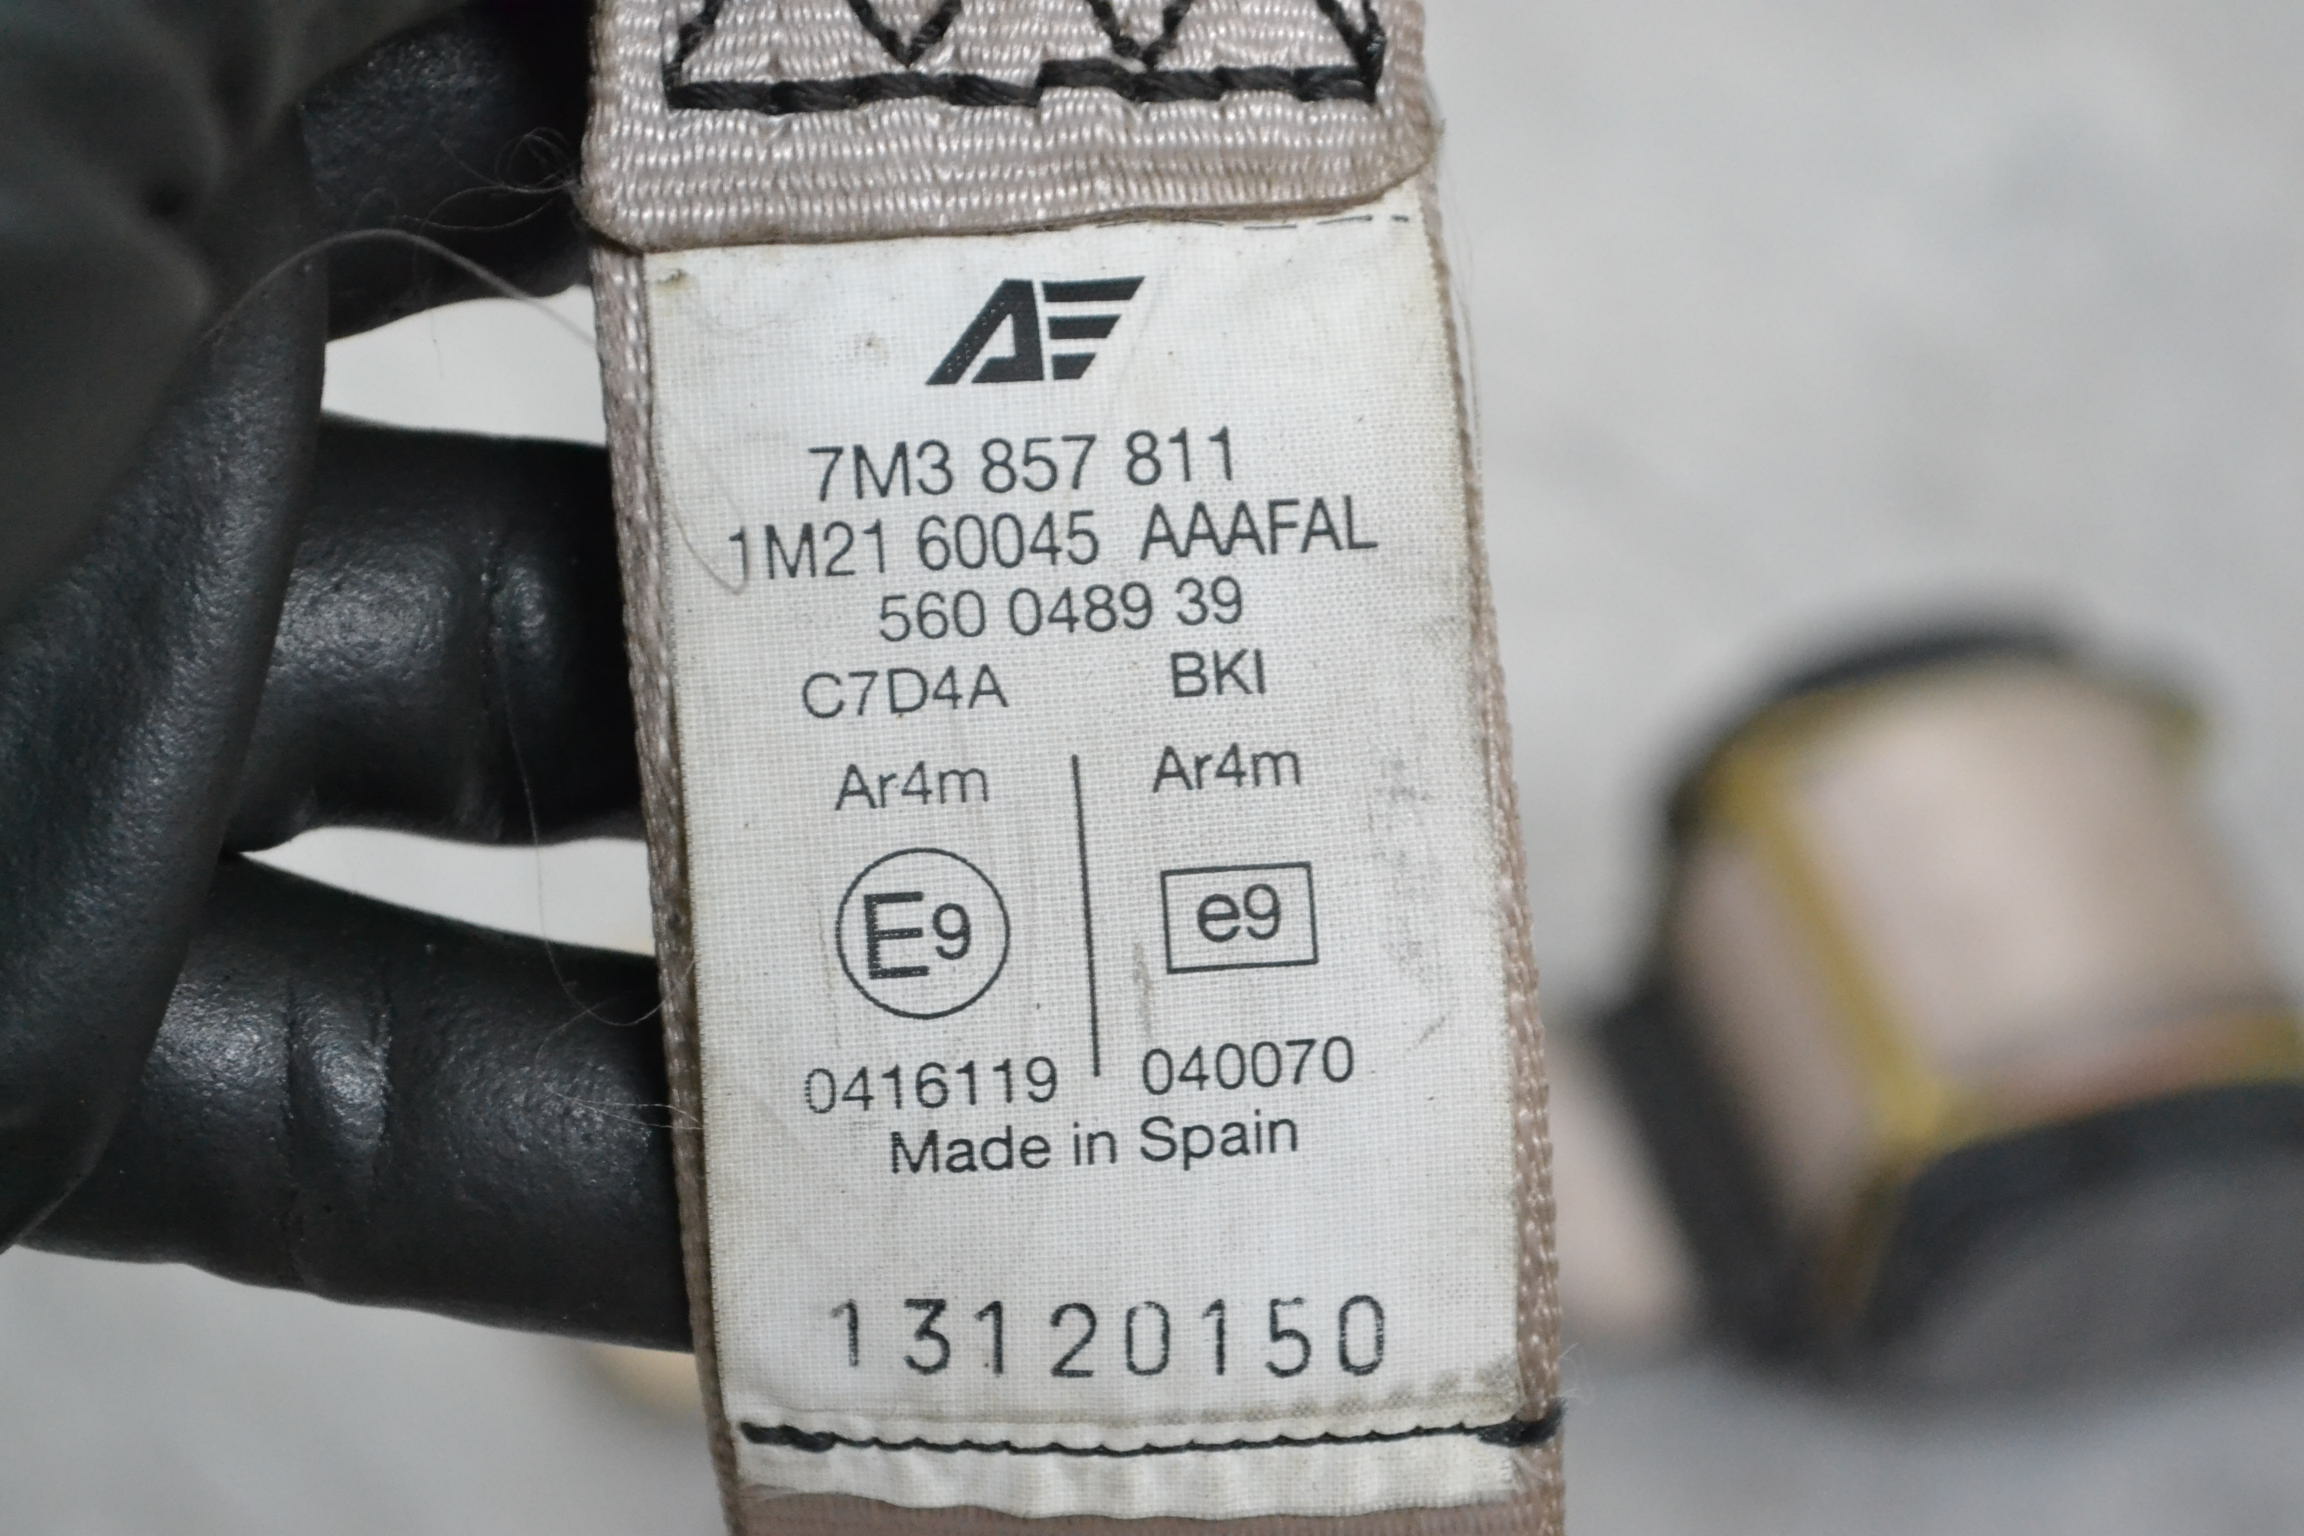 AE
7M3 857 811
1M21 60045 AAAFAL
560 0489 39
C7D4A BKI
Ar4m Ar4m
E9 e9
0416119 040070
Made in Spain
13120150